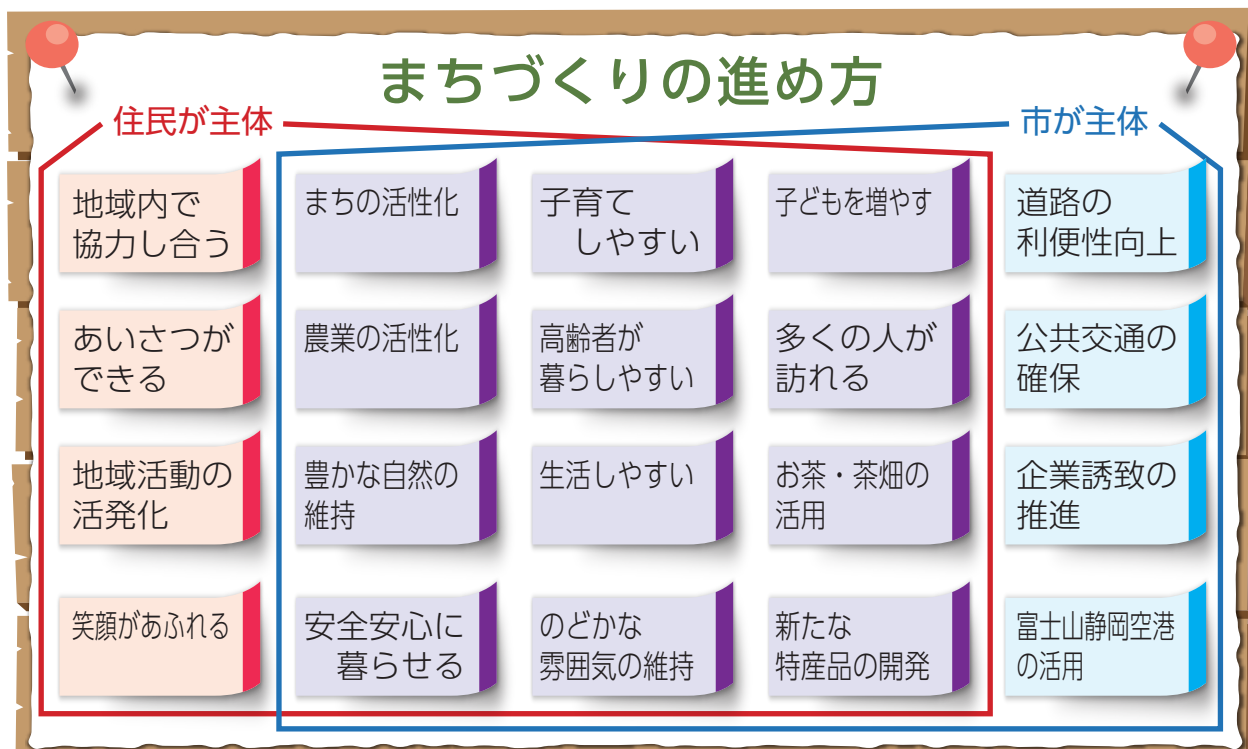 まちづくりの進め方
住民が主体
市が主体
地域内で
協力し合う
まちの活性化
子育て
しやすい
子どもを増やす
道路の
利便性向上
あいさつが
できる
農業の活性化
高齢者が
暮らしやすい
多くの人が
訪れる
公共交通の
確保
地域活動の
活発化
豊かな自然の
維持
生活しやすい
お茶・茶畑の
活用
企業誘致の
推進
笑顔があふれる
安全安心に
暮らせる
のどかな
雰囲気の維持
新たな
特産品の開発
富士山静岡空港
の活用